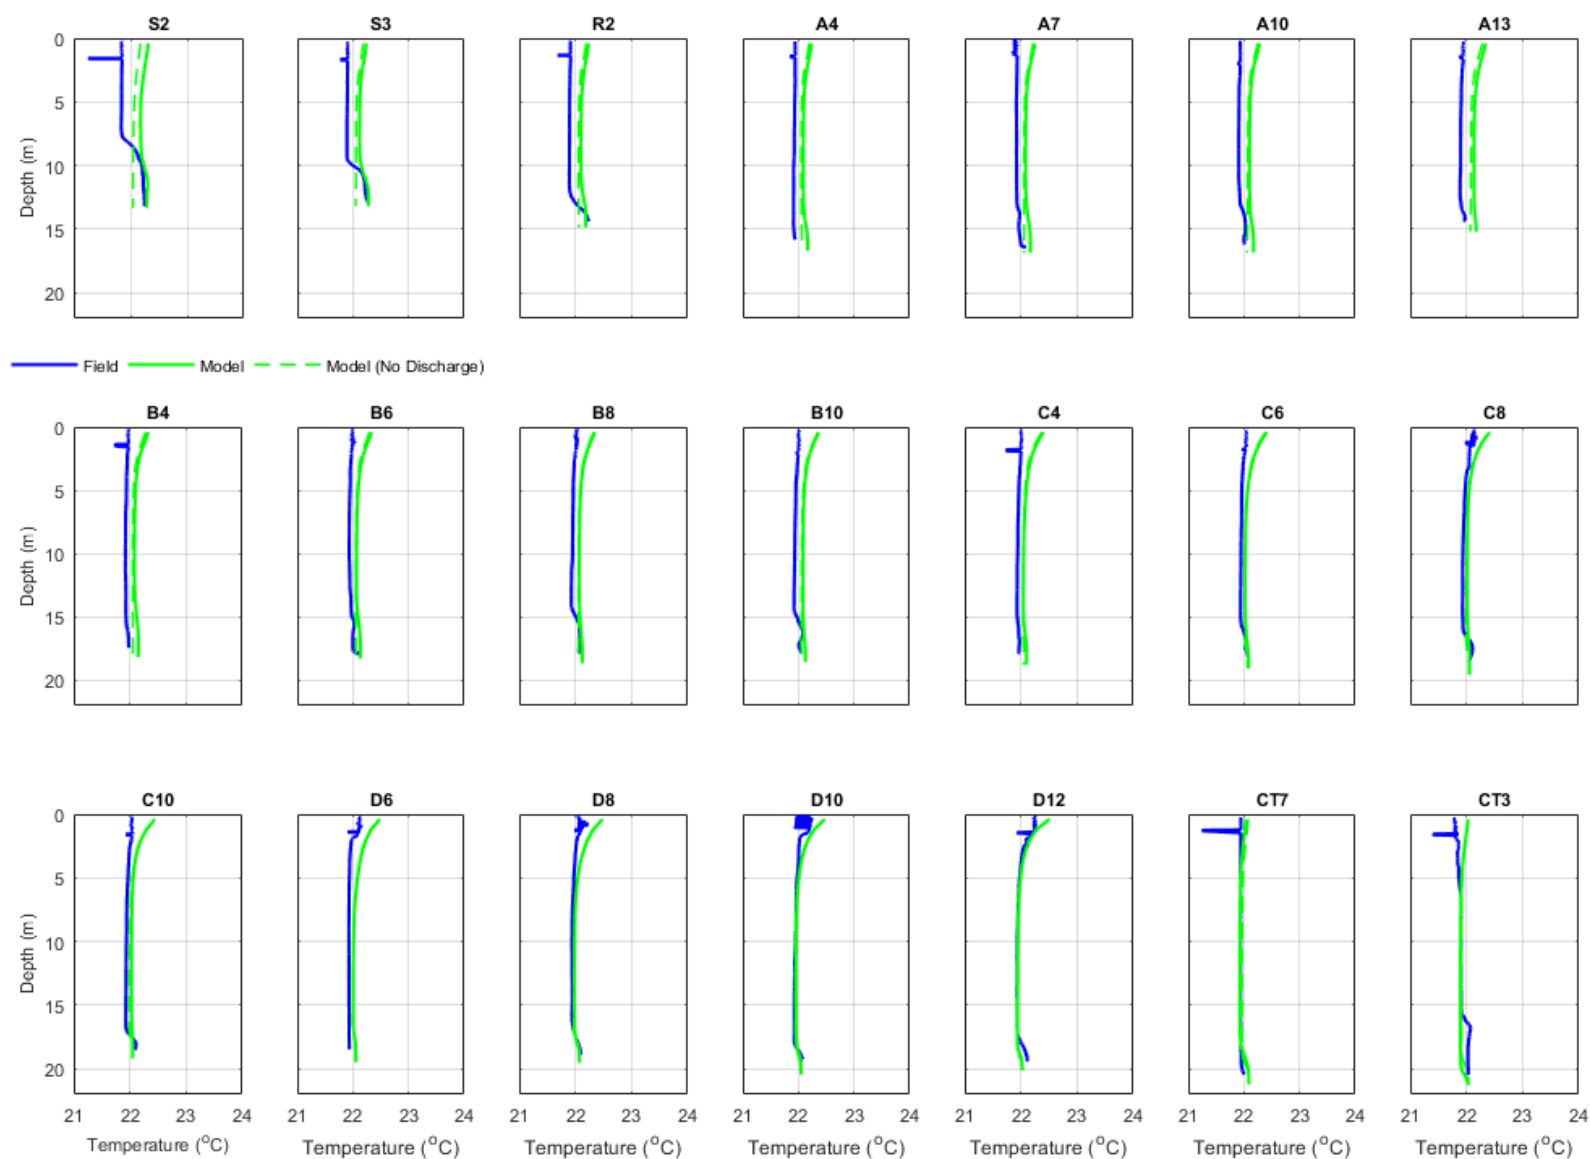 S2 S3 R2 A4 A7 A10 A13
0
5
10
15
20
Depth (m)
Field Model Model (No Discharge)
B4 B6 B8 B10 C4 C6 C8
0
5
10
15
20
Depth (m)
C10 D6 D8 D10 D12 CT7 CT3
0
5
10
15
20
Depth (m)
21 22 23 24 21 22 23 24 21 22 23 24 21 22 23 24 21 22 23 24 21 22 23 24 21 22 23 24
Temperature (°C) Temperature (°C) Temperature (°C) Temperature (°C) Temperature (°C) Temperature (°C) Temperature (°C)